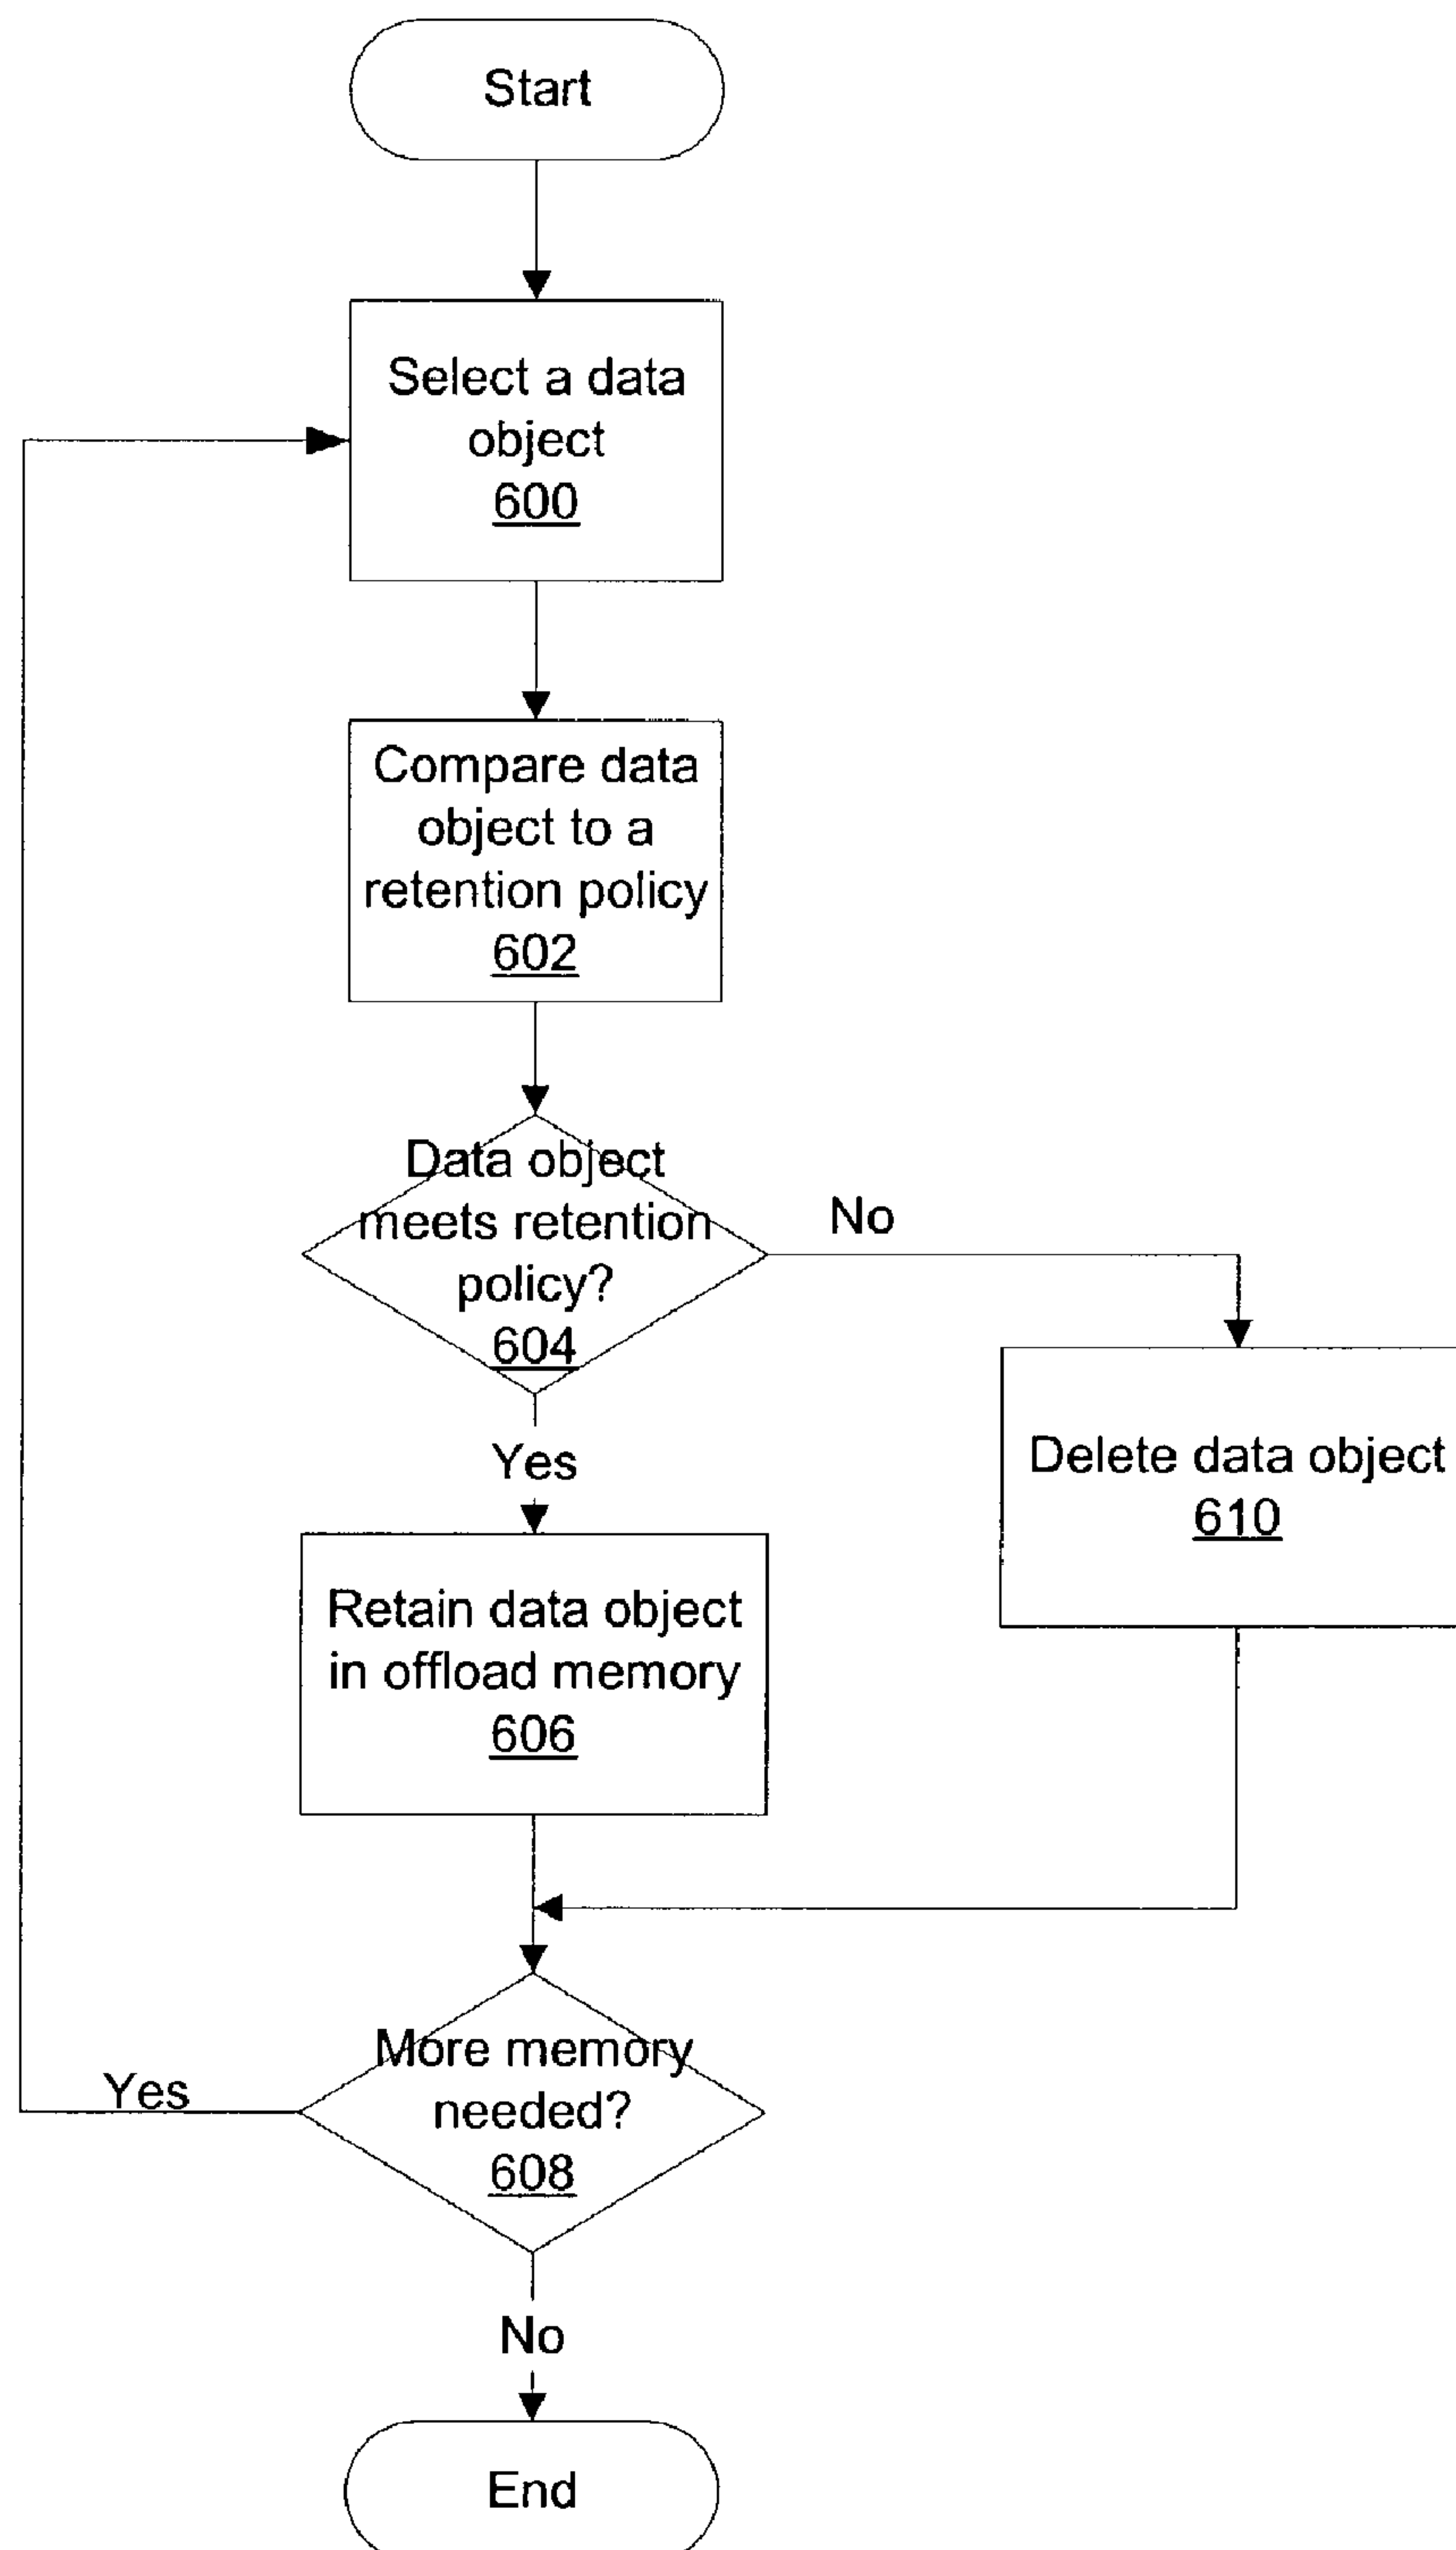 Start
Select a data
object
600
Compare data
object to a
retention policy
602
Data object
meets retention
policy?
604
No
Yes
Delete data object
610
Retain data object
in offload memory
606
More memory
needed?
608
Yes
No
End